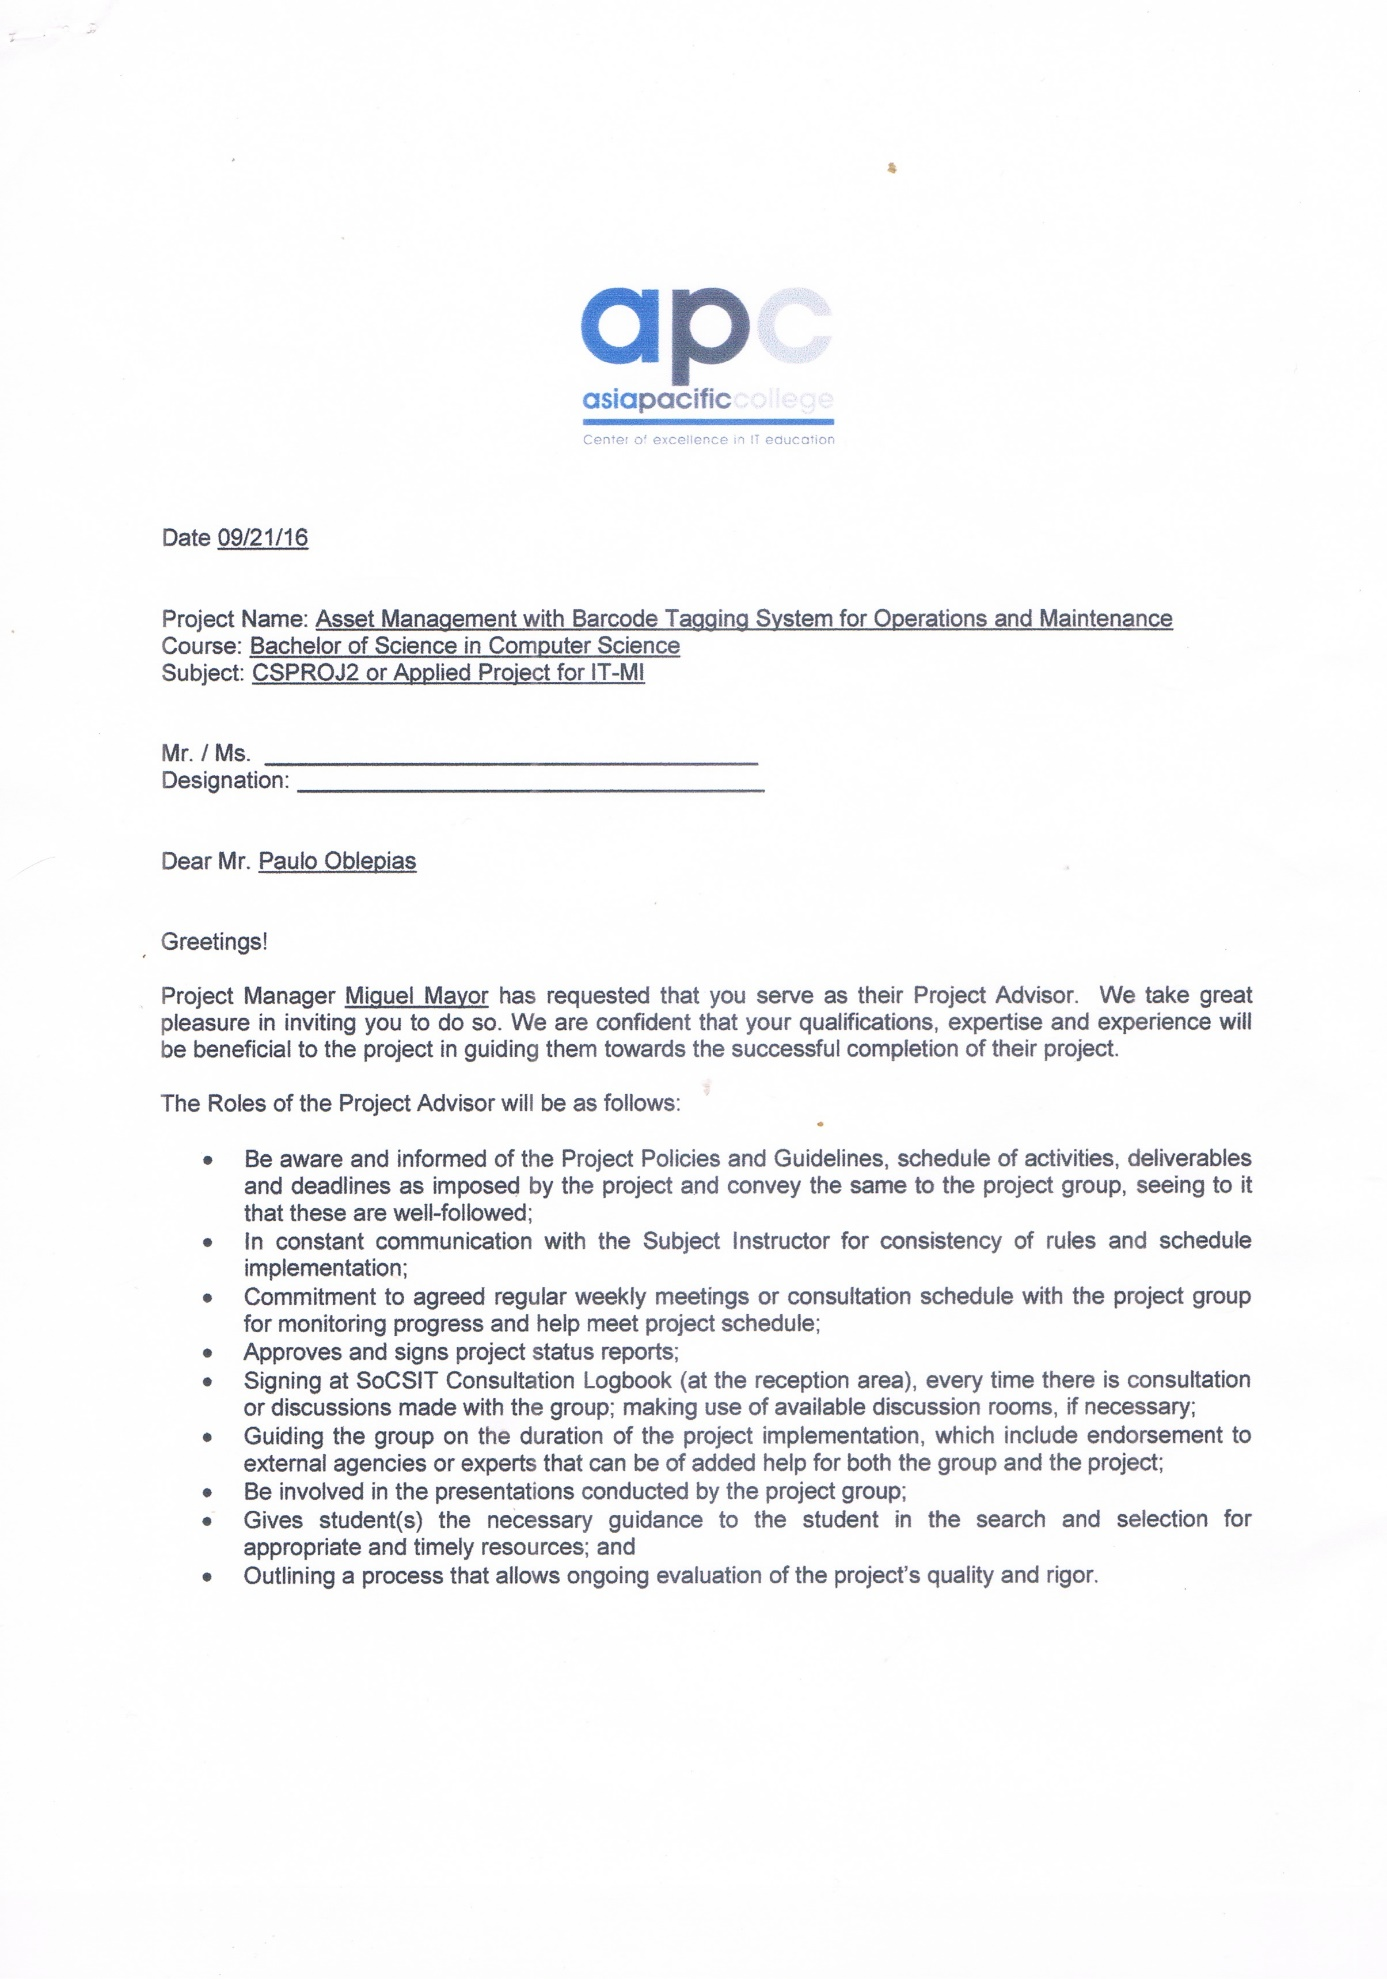 apc
asiapacificcollege
Center of excellence in IT education
Date 09/21/16
Project Name: Asset Management with Barcode Tagging System for Operations and Maintenance
Course: Bachelor of Science in Computer Science
Subject: CSPROJ2 or Applied Project for IT-MI
Mr. / Ms.
Designation:
Dear Mr. Paulo Oblepias
Greetings!
Project Manager Miguel Mayor has requested that you serve as their Project Advisor. We take great
pleasure in inviting you to do so. We are confident that your qualifications, expertise and experience will
be beneficial to the project in guiding them towards the successful completion of their project.
The Roles of the Project Advisor will be as follows:
• Be aware and informed of the Project Policies and Guidelines, schedule of activities, deliverables
and deadlines as imposed by the project and convey the same to the project group, seeing to it
that these are well-followed;
• In constant communication with the Subject Instructor for consistency of rules and schedule
implementation;
• Commitment to agreed regular weekly meetings or consultation schedule with the project group
for monitoring progress and help meet project schedule;
• Approves and signs project status reports;
• Signing at SoCSIT Consultation Logbook (at the reception area), every time there is consultation
or discussions made with the group; making use of available discussion rooms, if necessary;
• Guiding the group on the duration of the project implementation, which include endorsement to
external agencies or experts that can be of added help for both the group and the project;
• Be involved in the presentations conducted by the project group;
• Gives student(s) the necessary guidance to the student in the search and selection for
appropriate and timely resources; and
• Outlining a process that allows ongoing evaluation of the project's quality and rigor.